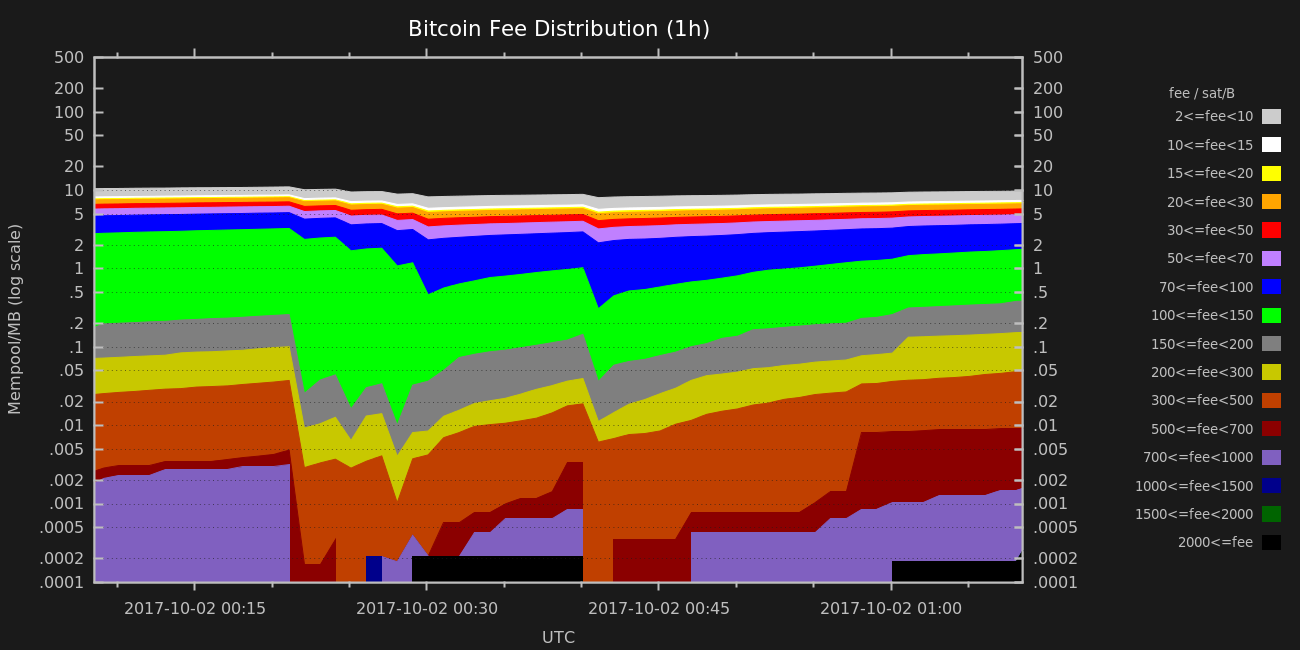 Bitcoin Fee Distribution (1h)
Mempool/MB (log scale)
500
200
100
50
20
10
5
2
1
.5
.2
.1
.05
.02
.01
.005
.002
.001
.0005
.0002
.0001
500
200
100
50
20
10
5
2
1
.5
.2
.1
.05
.02
.01
.005
.002
.001
.0005
.0002
.0001
2017-10-02 00:15 2017-10-02 00:30 2017-10-02 00:45 2017-10-02 01:00
UTC
fee / sat/B
2<=fee<10
10<=fee<15
15<=fee<20
20<=fee<30
30<=fee<50
50<=fee<70
70<=fee<100
100<=fee<150
150<=fee<200
200<=fee<300
300<=fee<500
500<=fee<700
700<=fee<1000
1000<=fee<1500
1500<=fee<2000
2000<=fee